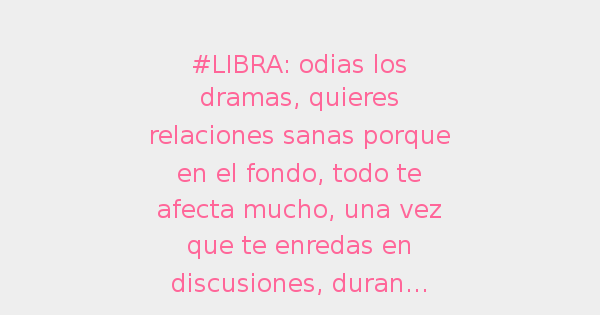 #LIBRA: odias los
dramas, quieres
relaciones sanas porque
en el fondo, todo te
afecta mucho, una vez
que te enredas en
discusiones, duran...